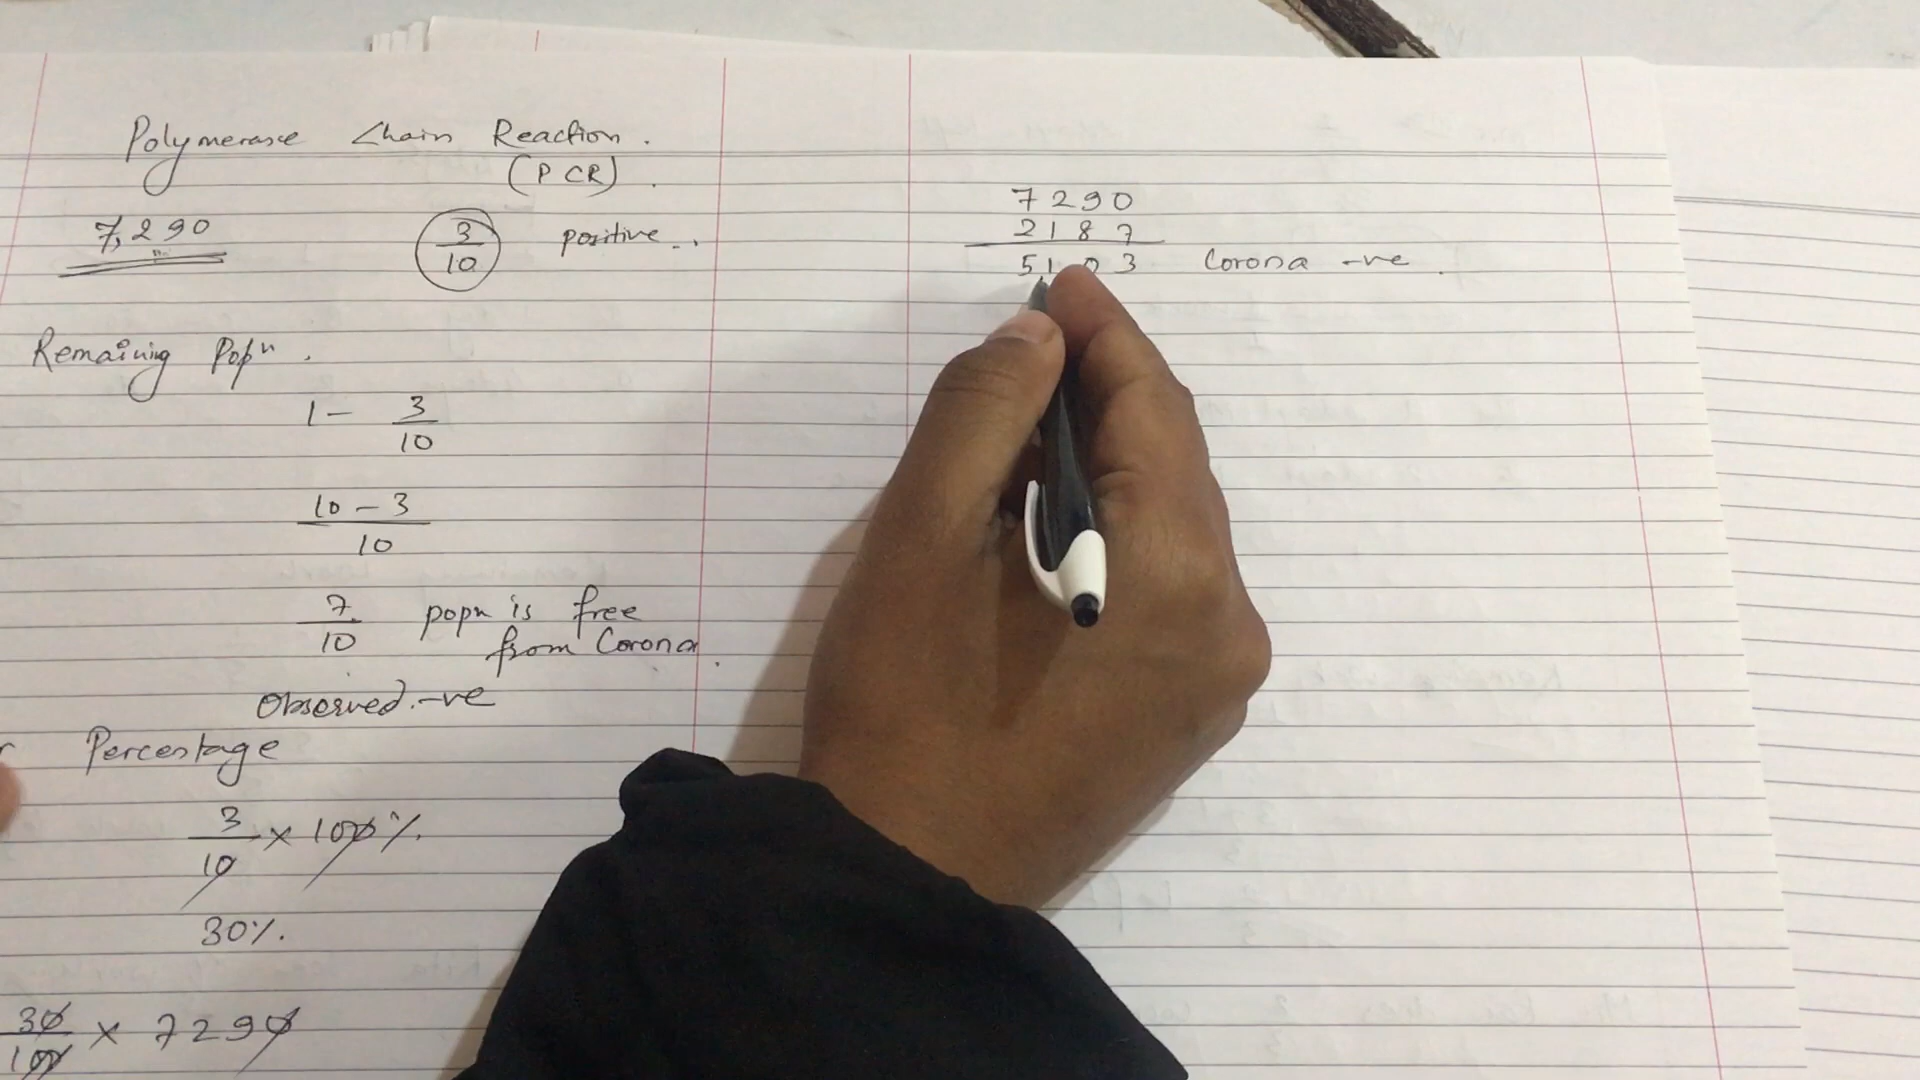 Polymerase Chain Reaction.
(PCR).
7,290
3/10 positive..
Remaining Popn.
1 - 3/10
10 - 3/10
7/10 popn is free
from Corona.
Observed.-ve
Percentage
3/10 x 100%.
30%.
30/100 x 7290
7290
2187
5103 Corona -ve.